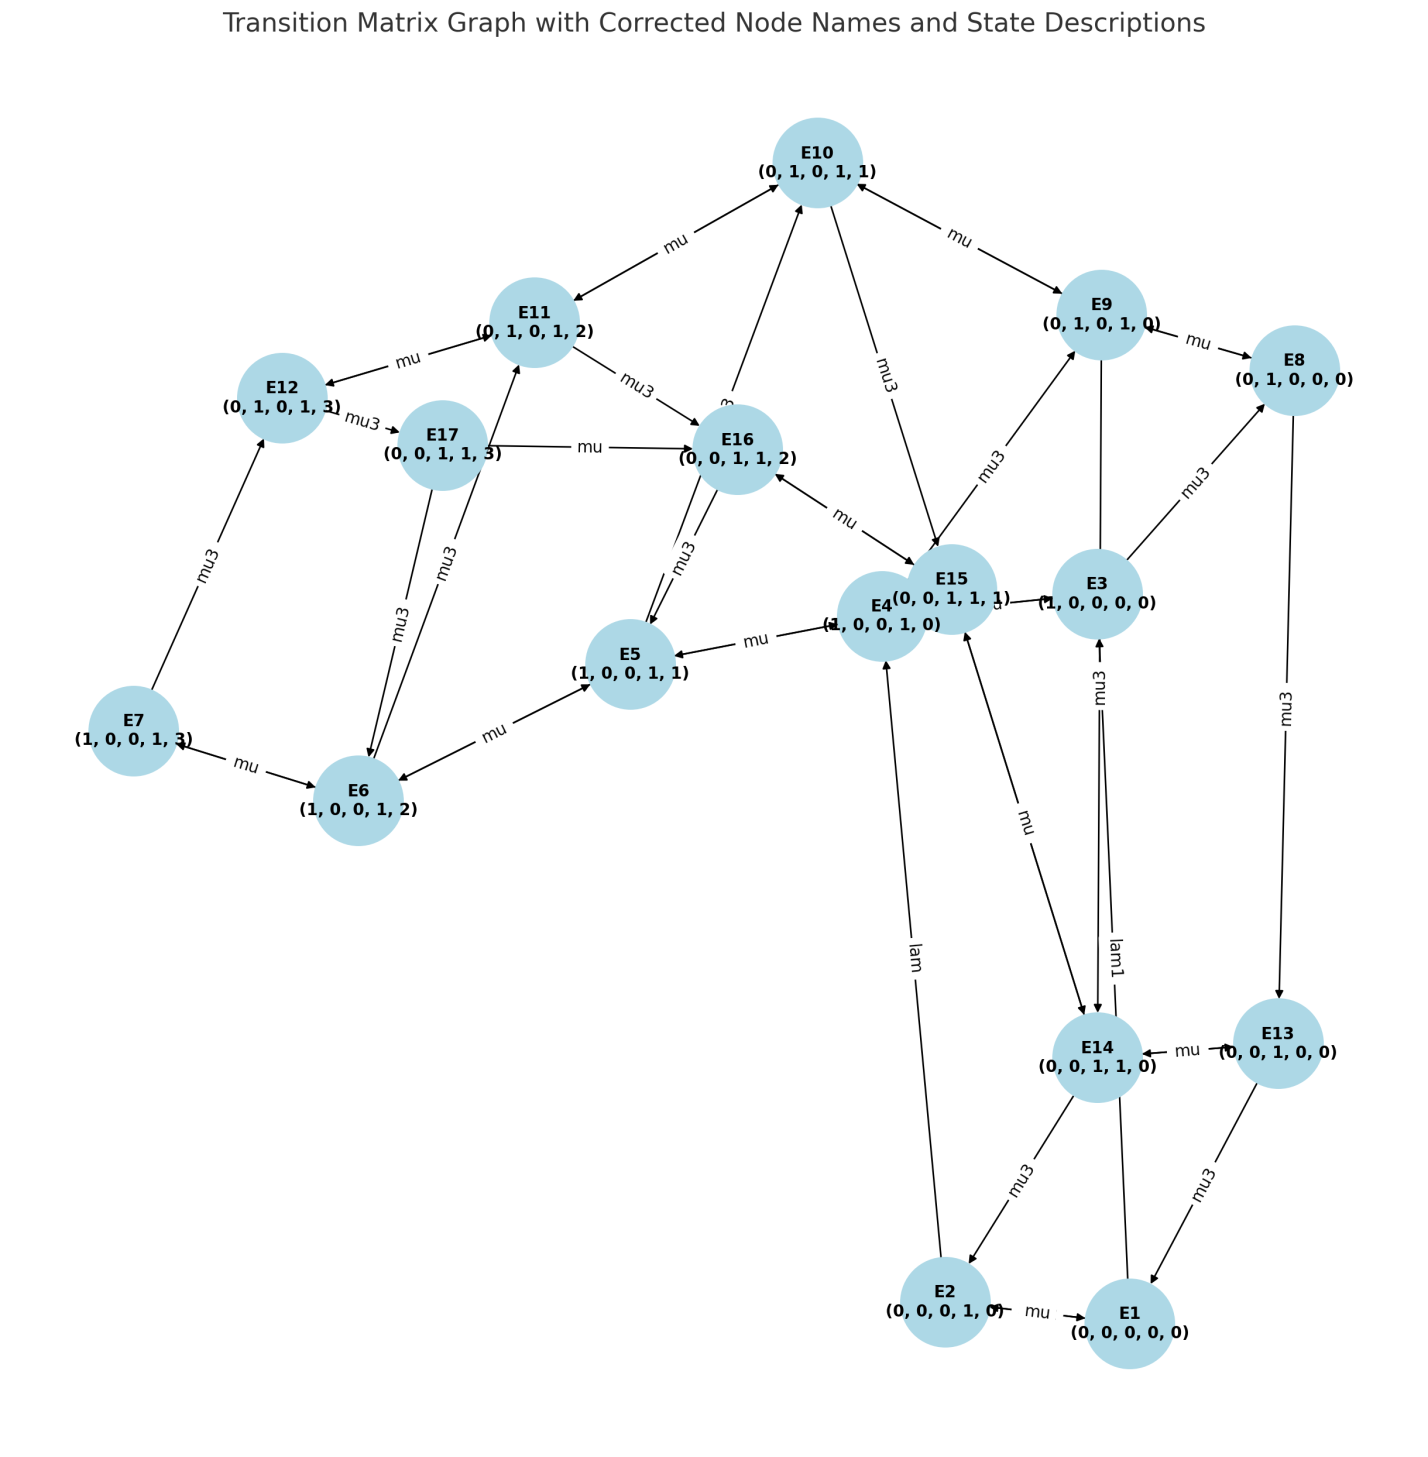 Transition Matrix Graph with Corrected Node Names and State Descriptions
E10
(0, 1, 0, 1, 1)
mu
mu
E9
(0, 1, 0, 1, 0)
E11
(0, 1, 0, 1, 2)
mu
E8
(0, 1, 0, 0, 0)
mu
mu3
mu3
E12
(0, 1, 0, 1, 3)
mu3
3
E17
(0, 0, 1, 1, 3)
mu
E16
(0, 0, 1, 1, 2)
mu3
mu3
mu
mu3
mu3
mu3
E15
(0, 0, 1, 1, 1)
E3
(1, 0, 0, 0, 0)
E4
(1, 0, 0, 1, 0)
mu3
mu
E5
(1, 0, 0, 1, 1)
mu3
mu3
E7
(1, 0, 0, 1, 3)
mu
mu
E6
(1, 0, 0, 1, 2)
mu
lam
lam1
E13
(0, 0, 1, 0, 0)
E14
(0, 0, 1, 1, 0)
mu
mu3
mu3
E2
(0, 0, 0, 1, 0)
mu
E1
(0, 0, 0, 0, 0)